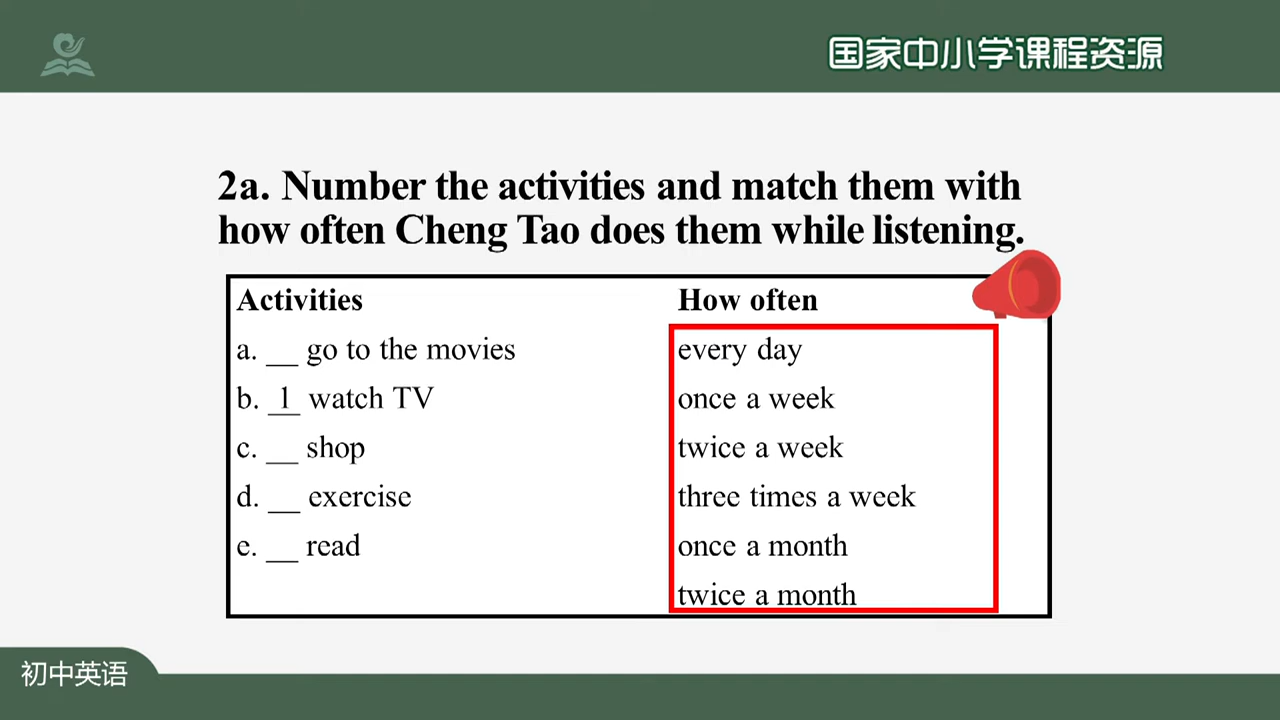 国家中小学课程资源
2a. Number the activities and match them with
how often Cheng Tao does them while listening.
Activities How often
a. __ go to the movies every day
b. 1 watch TV once a week
c. __ shop twice a week
d. __ exercise three times a week
e. __ read once a month
twice a month
初中英语